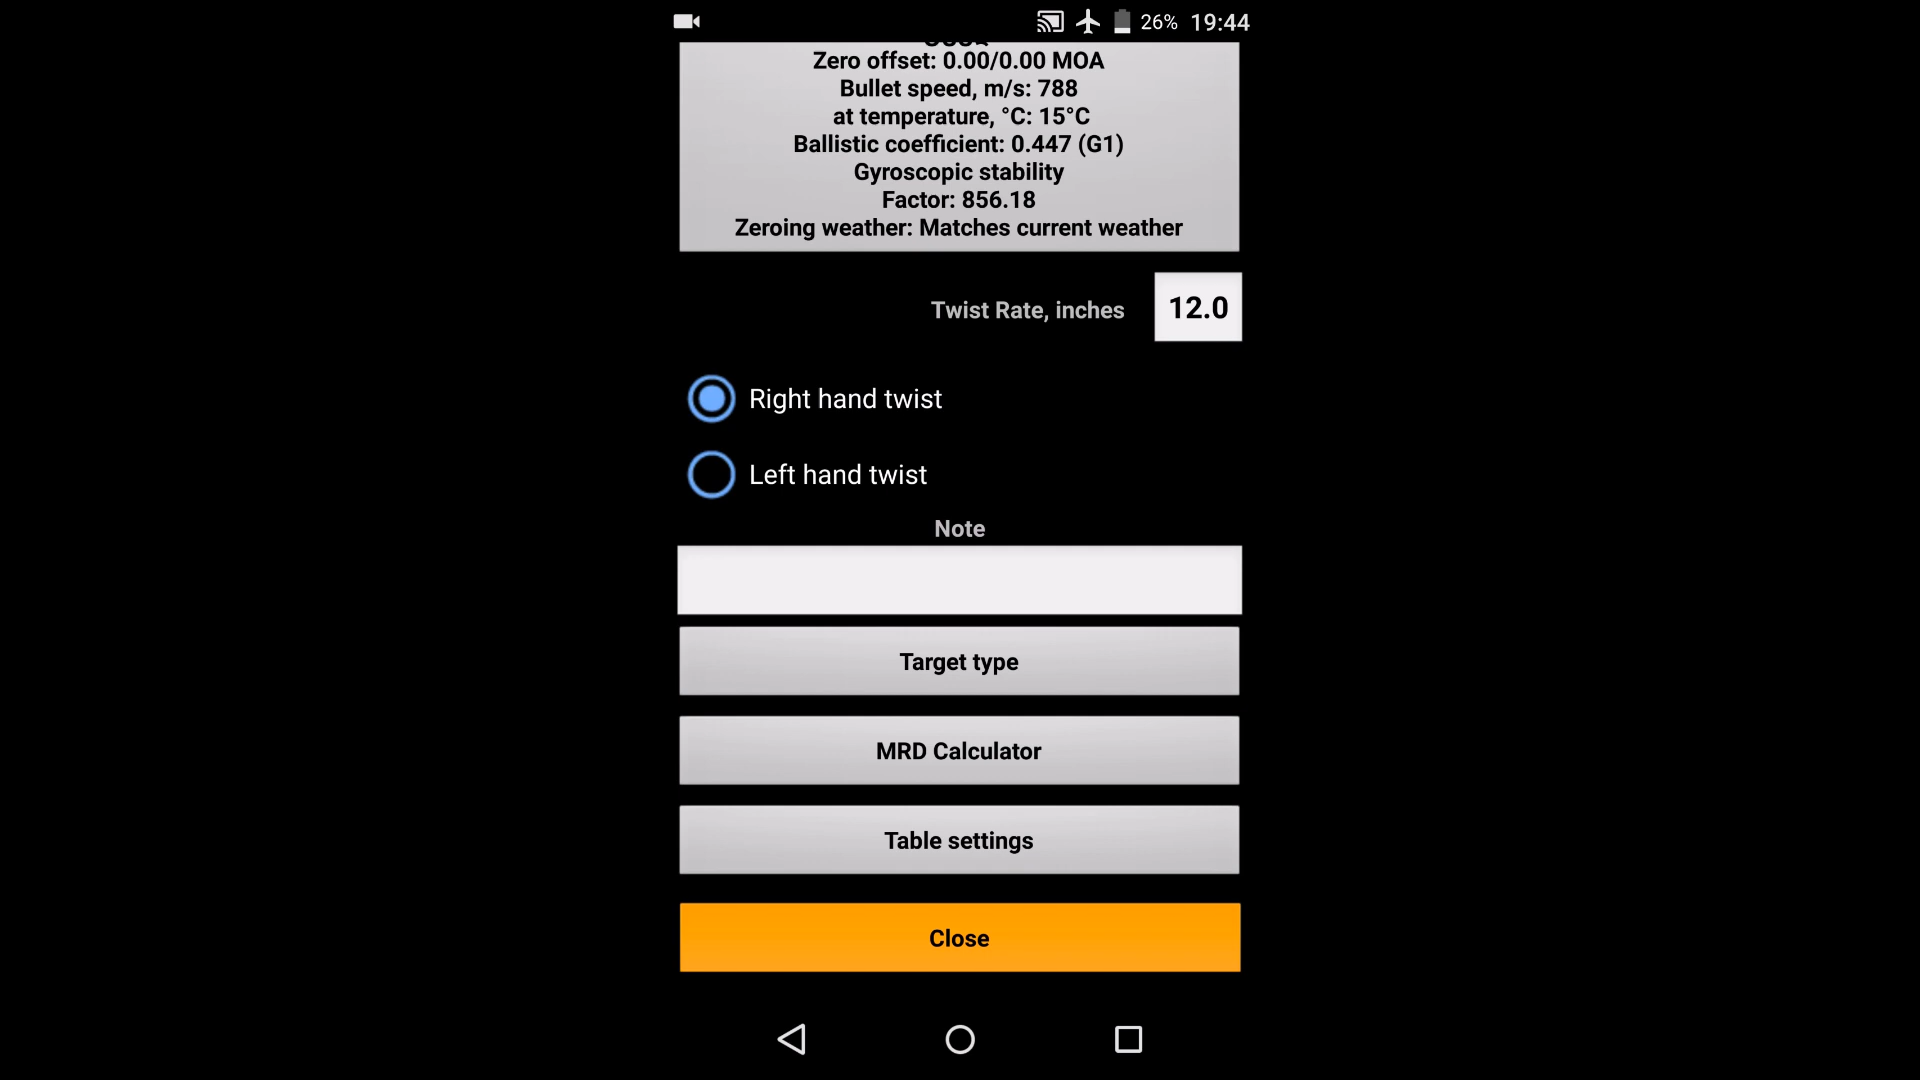 26% 19:44
Zero offset: 0.00/0.00 MOA
Bullet speed, m/s: 788
at temperature, °C: 15°C
Ballistic coefficient: 0.447 (G1)
Gyroscopic stability
Factor: 856.18
Zeroing weather: Matches current weather
Twist Rate, inches 12.0
Right hand twist
Left hand twist
Note
Target type
MRD Calculator
Table settings
Close